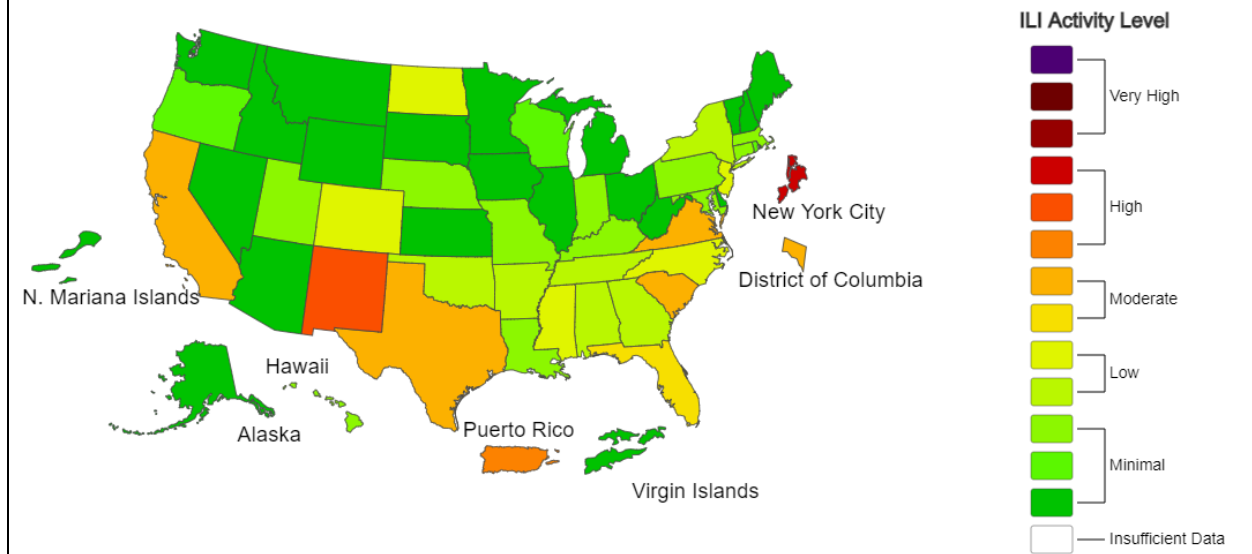 ILI Activity Level
Very High
High
New York City
District of Columbia
N. Mariana Islands
Moderate
Hawaii
Low
Alaska
Puerto Rico
Minimal
Virgin Islands
Insufficient Data